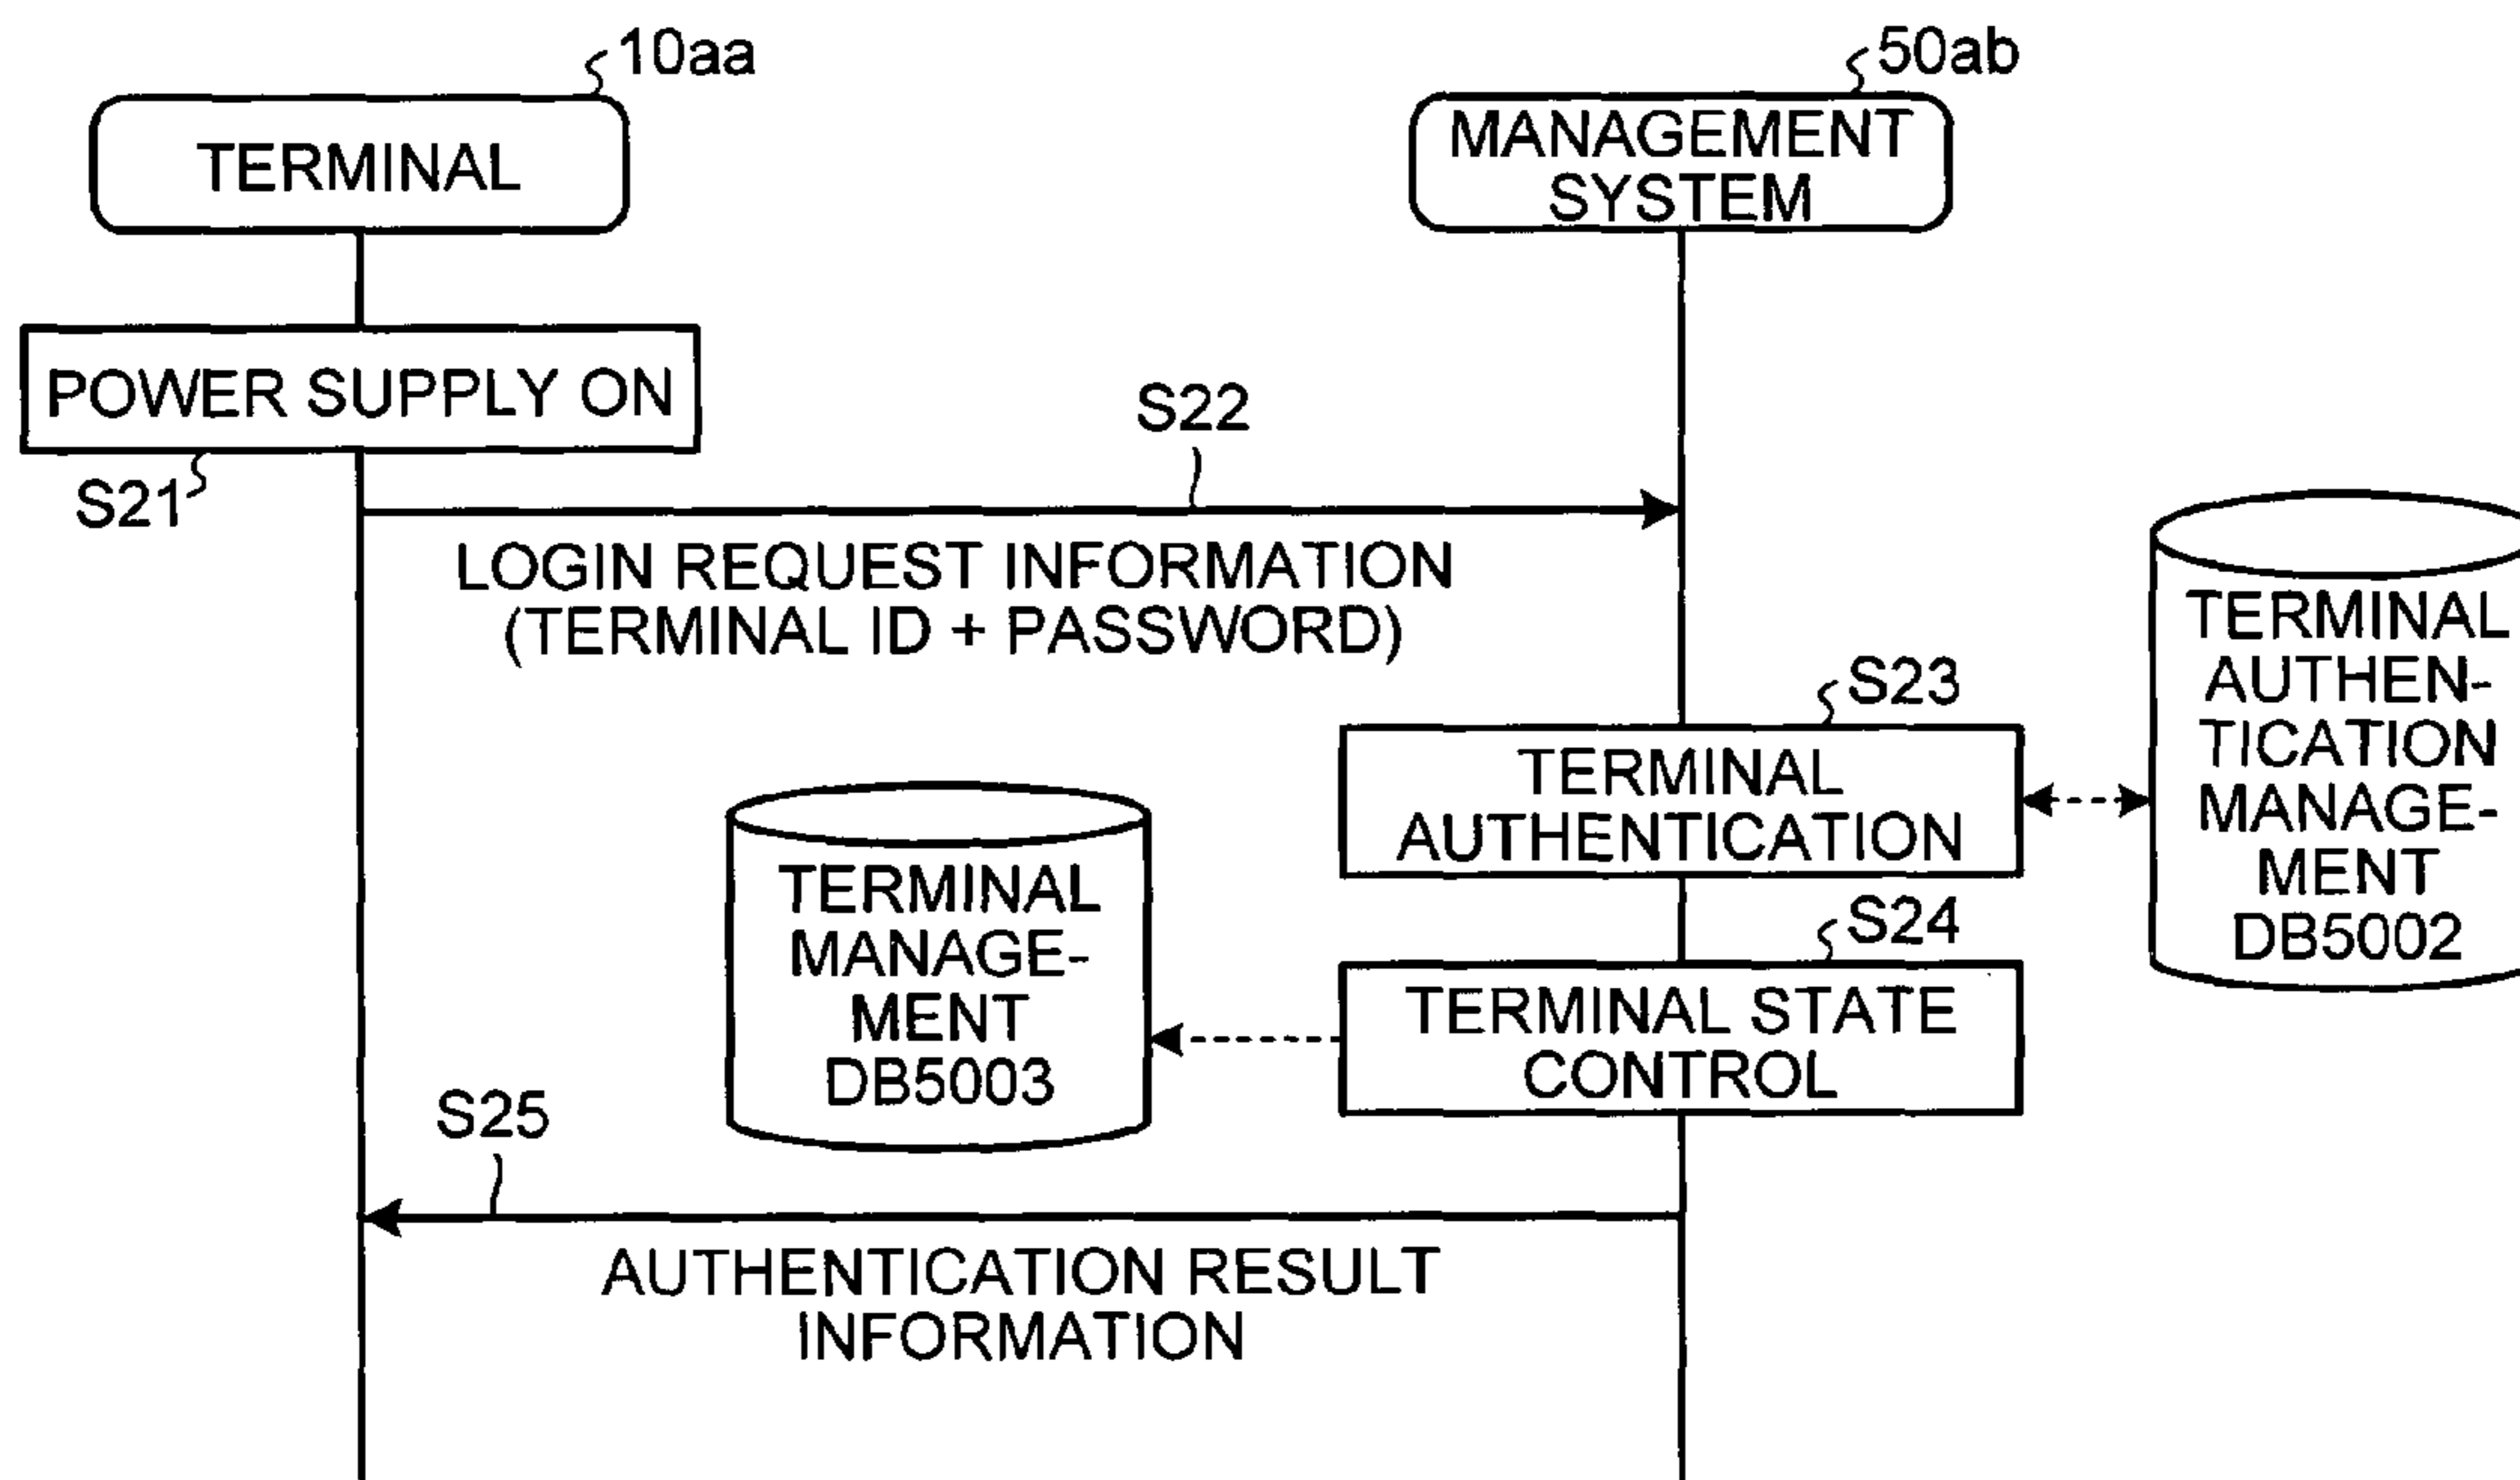 10aa
50ab
TERMINAL
MANAGEMENT
SYSTEM
POWER SUPPLY ON
S21
S22
LOGIN REQUEST INFORMATION
(TERMINAL ID + PASSWORD)
S23
TERMINAL
AUTHENTICATION
TERMINAL
AUTHEN-
TICATION
MANAGE-
MENT
DB5002
TERMINAL
MANAGE-
MENT
DB5003
S24
TERMINAL STATE
CONTROL
S25
AUTHENTICATION RESULT
INFORMATION